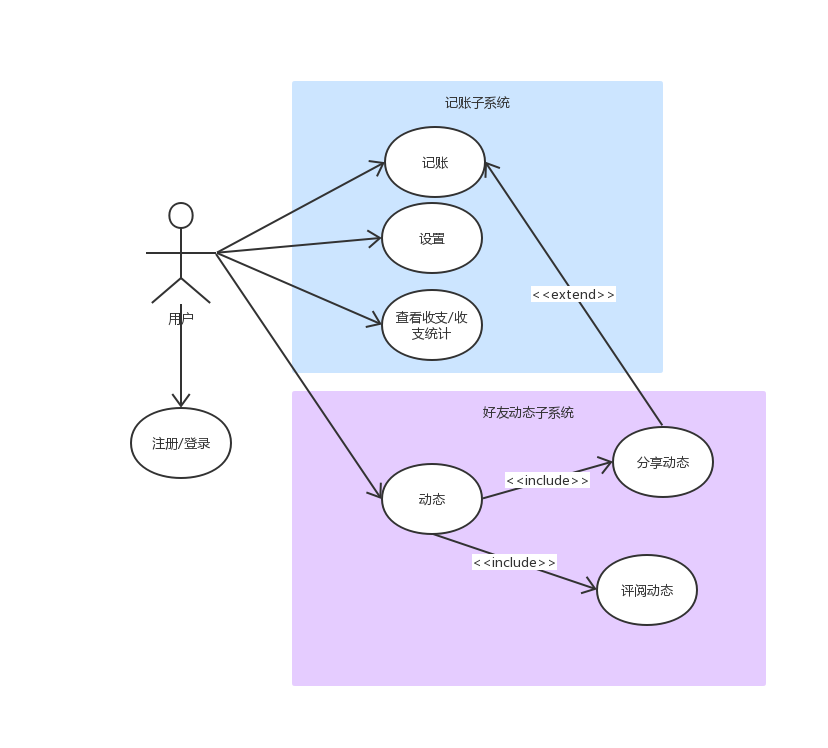 记账子系统
记账
设置
查看收支/收
支统计
<<extend>>
用户
注册/登录
好友动态子系统
分享动态
<<include>>
动态
<<include>>
评阅动态